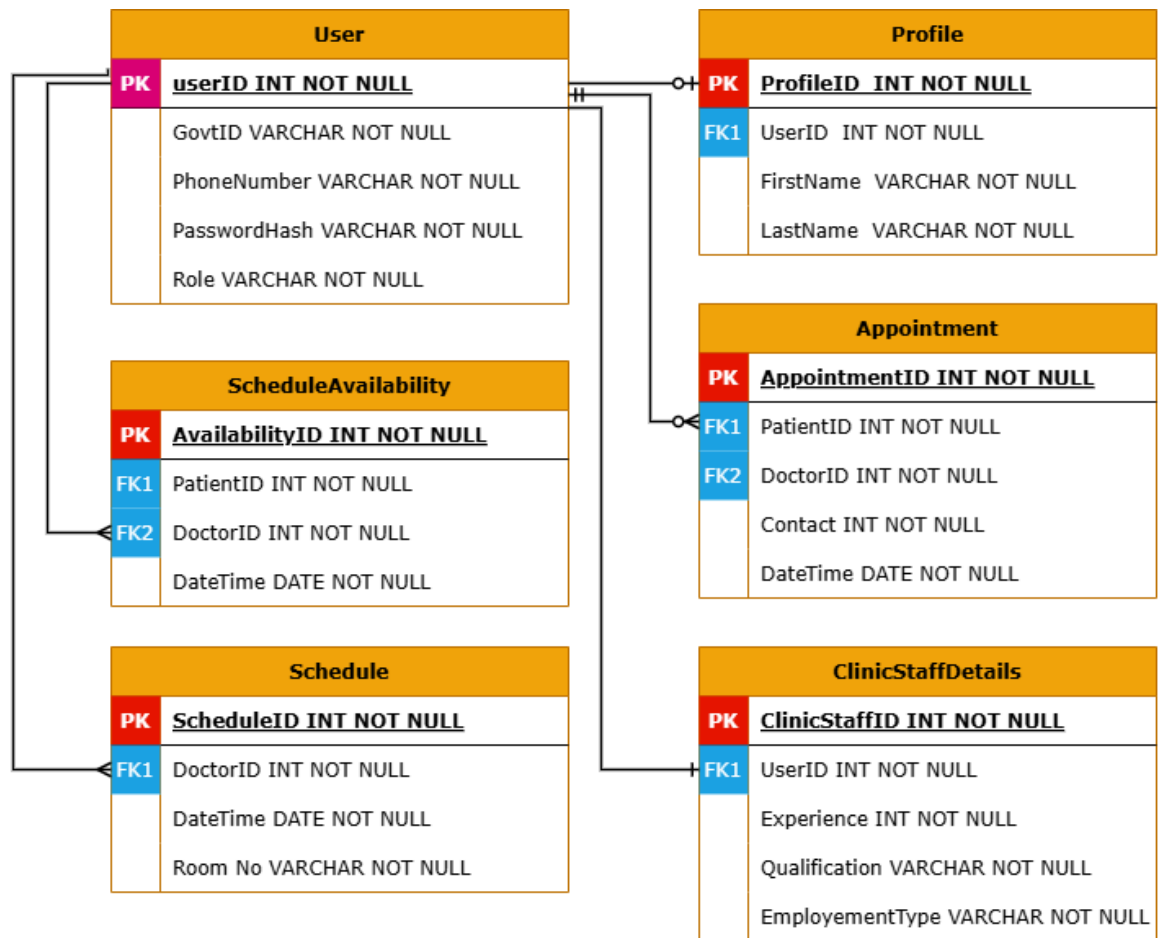 User
PK userID INT NOT NULL
GovtID VARCHAR NOT NULL
PhoneNumber VARCHAR NOT NULL
PasswordHash VARCHAR NOT NULL
Role VARCHAR NOT NULL
Profile
PK ProfileID INT NOT NULL
FK1 UserID INT NOT NULL
FirstName VARCHAR NOT NULL
LastName VARCHAR NOT NULL
ScheduleAvailability
PK AvailabilityID INT NOT NULL
FK1 PatientID INT NOT NULL
FK2 DoctorID INT NOT NULL
DateTime DATE NOT NULL
Appointment
PK AppointmentID INT NOT NULL
FK1 PatientID INT NOT NULL
FK2 DoctorID INT NOT NULL
Contact INT NOT NULL
DateTime DATE NOT NULL
Schedule
PK ScheduleID INT NOT NULL
FK1 DoctorID INT NOT NULL
DateTime DATE NOT NULL
Room No VARCHAR NOT NULL
ClinicStaffDetails
PK ClinicStaffID INT NOT NULL
FK1 UserID INT NOT NULL
Experience INT NOT NULL
Qualification VARCHAR NOT NULL
EmployementType VARCHAR NOT NULL